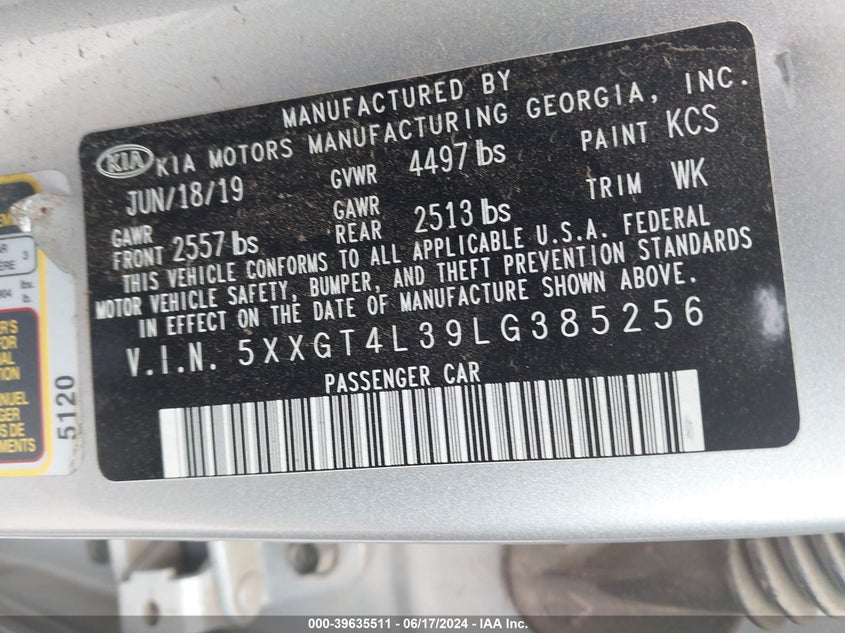 MANUFACTURED BY
KIA KIA MOTORS MANUFACTURING GEORGIA, INC.
JUN/18/19 GVWR 4497 lbs PAINT KCS
GAWR FRONT 2557 lbs GAWR REAR 2513 lbs TRIM WK
THIS VEHICLE CONFORMS TO ALL APPLICABLE U.S.A. FEDERAL
MOTOR VEHICLE SAFETY, BUMPER, AND THEFT PREVENTION STANDARDS
IN EFFECT ON THE DATE OF MANUFACTURE SHOWN ABOVE.
V.I.N. 5XXGT4L39LG385256
PASSENGER CAR
3
lbs.
5120
000-39635511 - 06/17/2024 - IAA Inc.